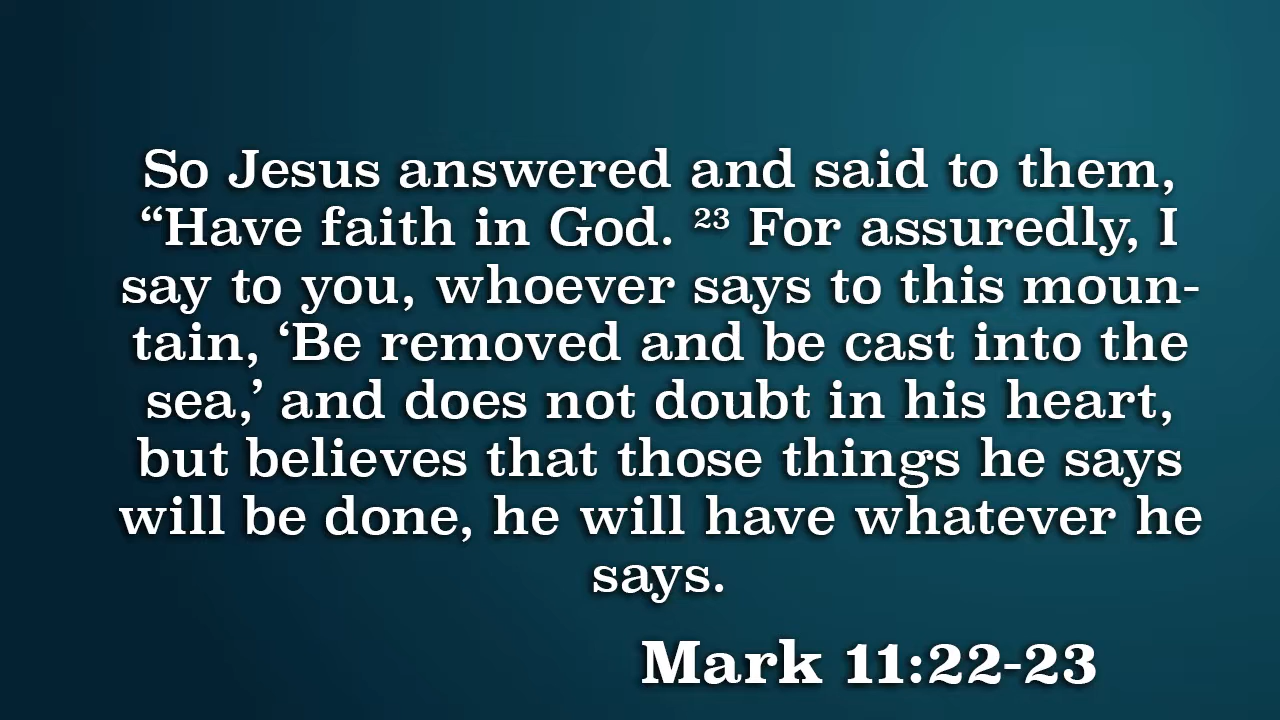 So Jesus answered and said to them,
“Have faith in God. ²³ For assuredly, I
say to you, whoever says to this moun-
tain, ‘Be removed and be cast into the
sea,’ and does not doubt in his heart,
but believes that those things he says
will be done, he will have whatever he
says.
Mark 11:22-23